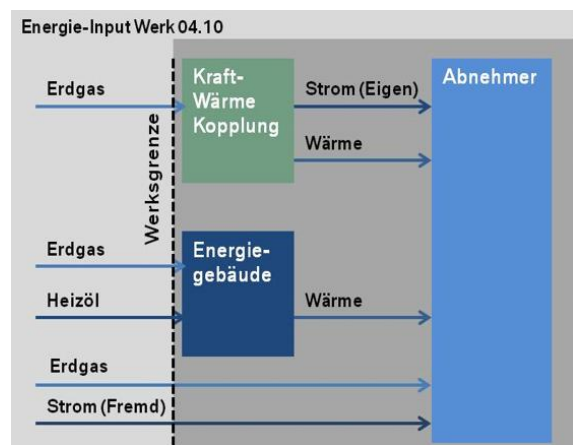 Energie-Input Werk 04.10
Erdgas
Kraft-
Wärme
Kopplung
Strom (Eigen)
Wärme
Abnehmer
Werksgrenze
Erdgas
Heizöl
Energie-
gebäude
Wärme
Erdgas
Strom (Fremd)